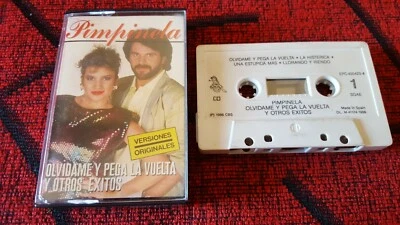 Pimpinela
VERSIONES
ORIGINALES
OLVIDAME Y PEGA LA VUELTA
Y OTROS EXITOS
OLVIDAME Y PEGA LA VUELTA • LA HISTERICA •
UNA ESTUPIDA MAS • LLORANDO Y RIENDO
1
PIMPINELA
OLVIDAME Y PEGA LA VUELTA
Y OTROS EXITOS
Made in Spain